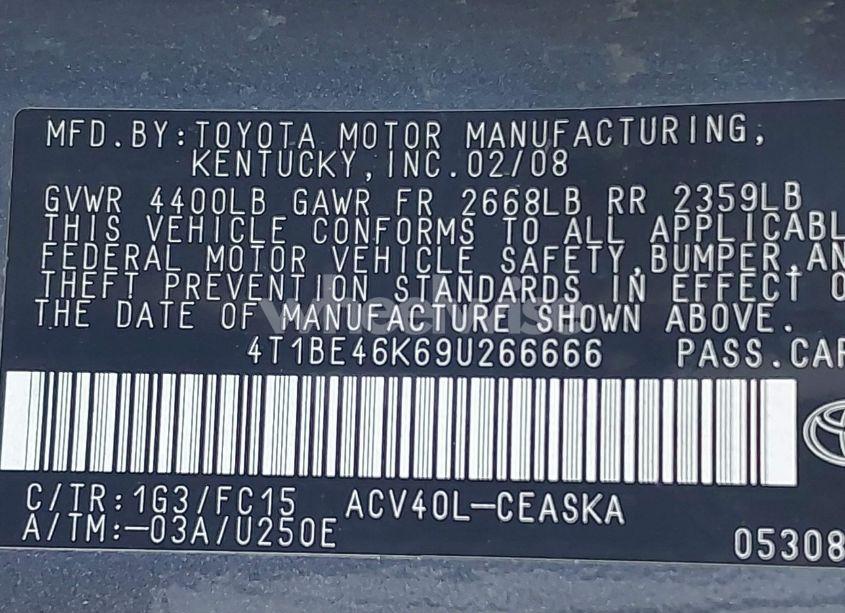 MFD.BY:TOYOTA MOTOR MANUFACTURING,
KENTUCKY,INC.02/08
GVWR 4400LB GAWR FR 2668LB RR 2359LB
THIS VEHICLE CONFORMS TO ALL APPLICABL
FEDERAL MOTOR VEHICLE SAFETY,BUMPER,AN
THEFT PREVENTION STANDARDS IN EFFECT O
THE DATE OF MANUFACTURE SHOWN ABOVE.
4T1BE46K69U266666 PASS.CAR
C/TR:1G3/FC15 ACV40L-CEASKA
A/TM:-03A/U250E
05308